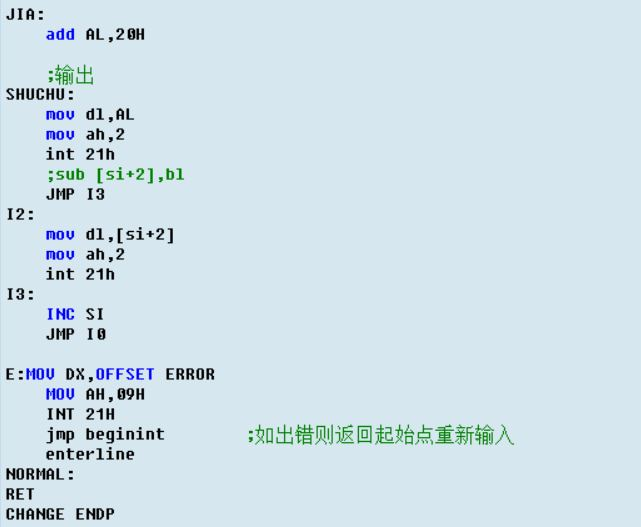 JIA:
add AL,20H
;输出
SHUCHU:
mov dl,AL
mov ah,2
int 21h
;sub [si+2],bl
JMP I3
I2:
mov dl,[si+2]
mov ah,2
int 21h
I3:
INC SI
JMP I0
E:MOV DX,OFFSET ERROR
MOV AH,09H
INT 21H
jmp beginint ;如出错则返回起始点重新输入
enterline
NORMAL:
RET
CHANGE ENDP